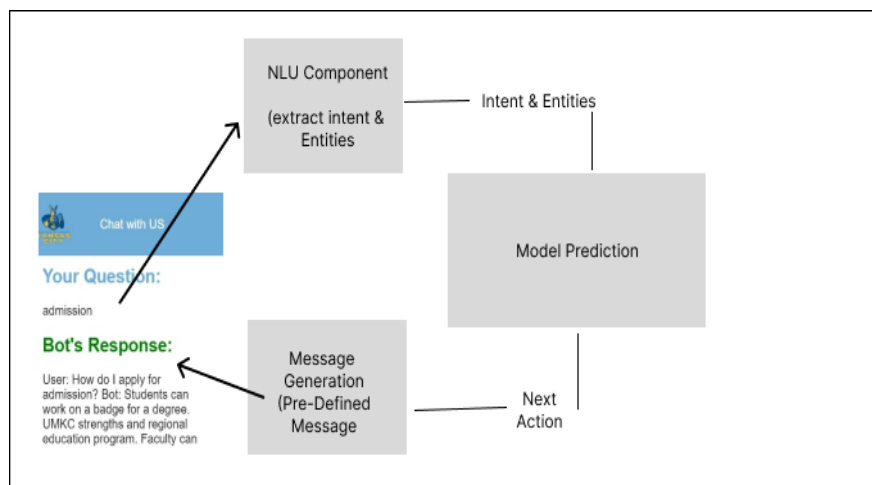 NLU Component
(extract intent &
Entities
Intent & Entities
Model Prediction
Chat with US
Your Question:
admission
Bot's Response:
User: How do I apply for
admission? Bot: Students can
work on a badge for a degree.
UMKC strengths and regional
education program. Faculty can
Message
Generation
(Pre-Defined
Message
Next
Action